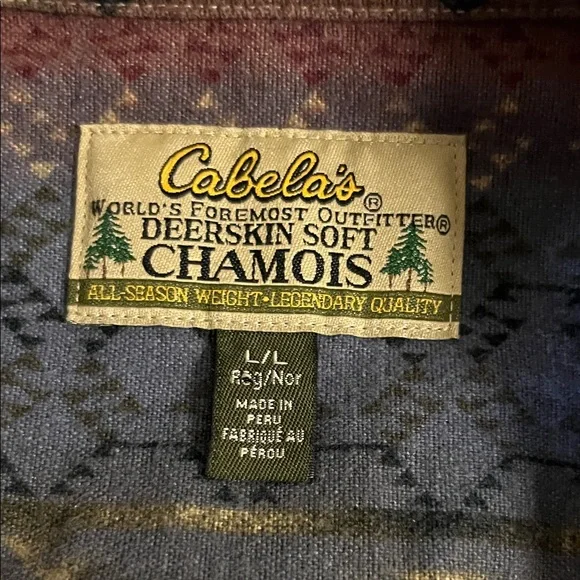 Cabela's®
WORLD'S FOREMOST OUTFITTER®
DEERSKIN SOFT
CHAMOIS
ALL-SEASON WEIGHT•LEGENDARY QUALITY
L/L
Reg/Nor
MADE IN
PERU
FABRIQUÉ AU
PÉROU